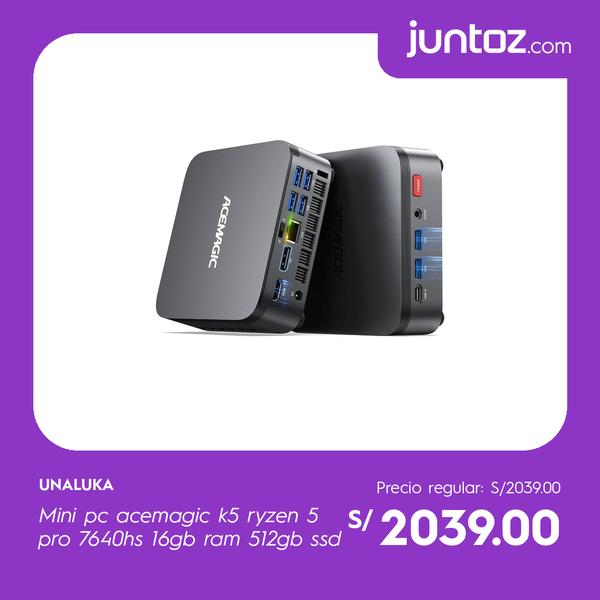 juntoz.com
ACEMAGIC
ACEMAGIC
UNALUKA
Mini pc acemagic k5 ryzen 5
pro 7640hs 16gb ram 512gb ssd
Precio regular: S/2039.00
S/ 2039.00